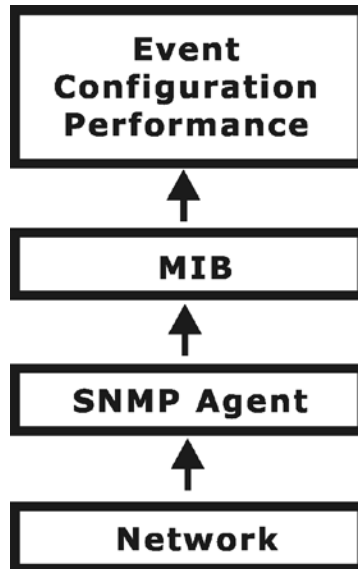 Event
Configuration
Performance
MIB
SNMP Agent
Network